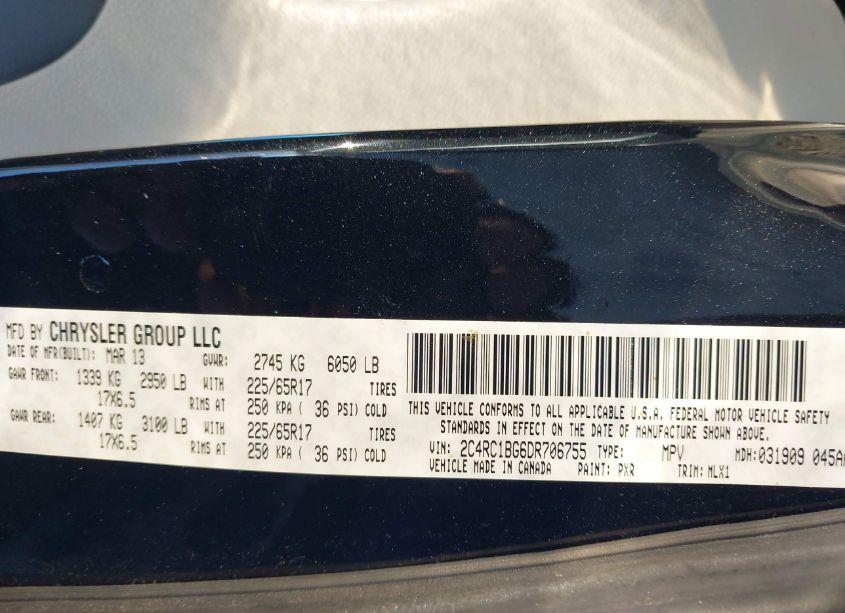 MFD BY CHRYSLER GROUP LLC
DATE OF MFR(BUILT): MAR 13 GVWR: 2745 KG 6050 LB
GAWR FRONT: 1339 KG 2950 LB WITH 225/65R17 TIRES
17X6.5 RIMS AT 250 KPA ( 36 PSI) COLD
GAWR REAR: 1407 KG 3100 LB WITH 225/65R17 TIRES
17X6.5 RIMS AT 250 KPA ( 36 PSI) COLD
THIS VEHICLE CONFORMS TO ALL APPLICABLE U.S.A. FEDERAL MOTOR VEHICLE SAFETY
STANDARDS IN EFFECT ON THE DATE OF MANUFACTURE SHOWN ABOVE.
VIN: 2C4RC1BG6DR706755 TYPE: MPV MDH:031909 045AA
VEHICLE MADE IN CANADA PAINT: PXR TRIM: MLX1